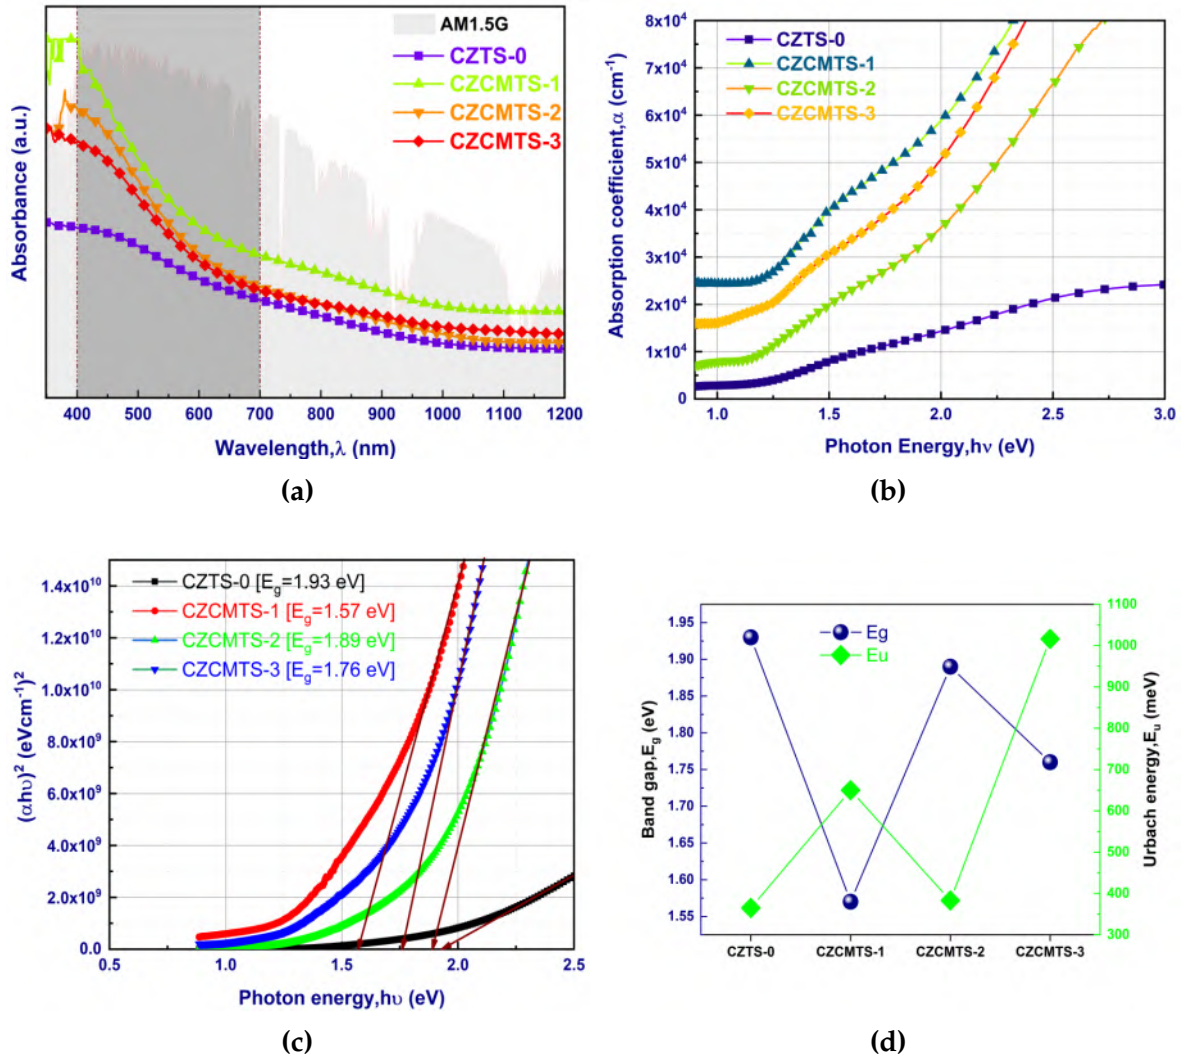 AM1.5G
CZTS-0
CZCMTS-1
CZCMTS-2
CZCMTS-3
Absorbance (a.u.)
400 500 600 700 800 900 1000 1100 1200
Wavelength,λ (nm)
(a)
8x10⁴
7x10⁴
6x10⁴
5x10⁴
4x10⁴
3x10⁴
2x10⁴
1x10⁴
0
Absorption coefficient,α (cm⁻¹)
CZTS-0
CZCMTS-1
CZCMTS-2
CZCMTS-3
1.0 1.5 2.0 2.5 3.0
Photon Energy,hν (eV)
(b)
1.4x10¹⁰
1.2x10¹⁰
1.0x10¹⁰
8.0x10⁹
6.0x10⁹
4.0x10⁹
2.0x10⁹
0.0
(αhυ)² (eVcm⁻¹)²
CZTS-0 [E_g=1.93 eV]
CZCMTS-1 [E_g=1.57 eV]
CZCMTS-2 [E_g=1.89 eV]
CZCMTS-3 [E_g=1.76 eV]
0.5 1.0 1.5 2.0 2.5
Photon energy,hυ (eV)
(c)
1.95
1.90
1.85
1.80
1.75
1.70
1.65
1.60
1.55
Band gap,E_g (eV)
Eg
Eu
1100
1000
900
800
700
600
500
400
300
Urbach energy,E_u (meV)
CZTS-0 CZCMTS-1 CZCMTS-2 CZCMTS-3
(d)